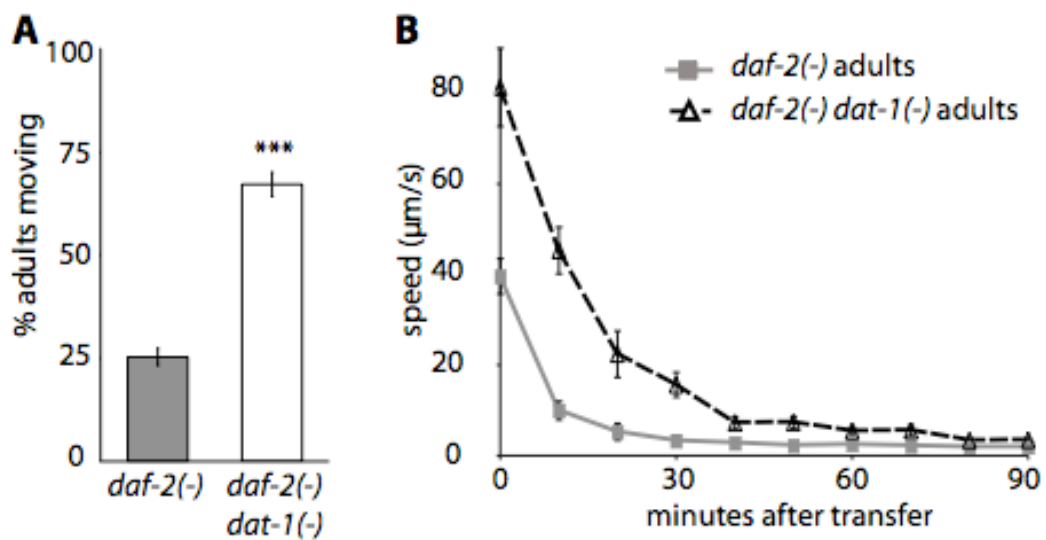 A
% adults moving
100
75
50
25
0
***
daf-2(-)
daf-2(-)
dat-1(-)
B
speed (µm/s)
80
60
40
20
0
daf-2(-) adults
daf-2(-) dat-1(-) adults
0
30
60
90
minutes after transfer